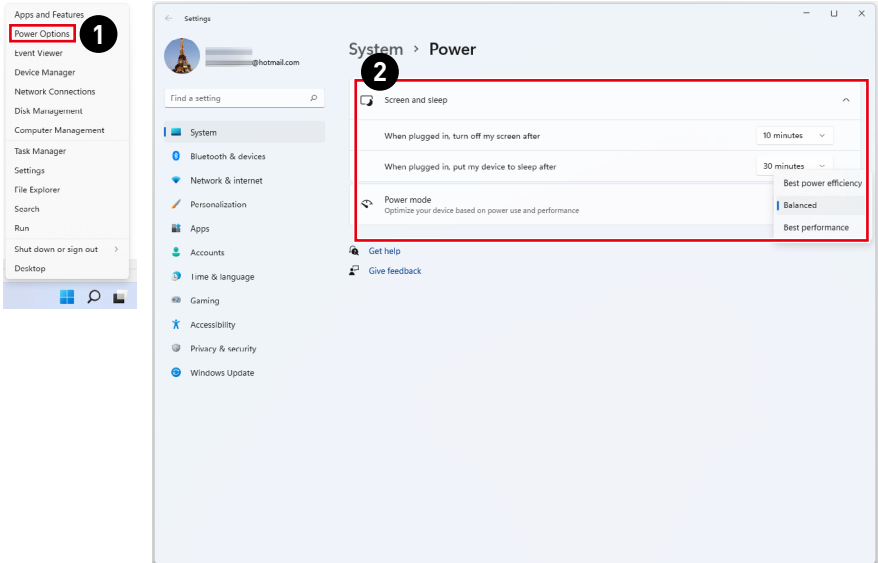 Apps and Features
Power Options
1
Event Viewer
Device Manager
Network Connections
Disk Management
Computer Management
Task Manager
Settings
File Explorer
Search
Run
Shut down or sign out
Desktop
Settings
@hotmail.com
Find a setting
System
Bluetooth & devices
Network & internet
Personalization
Apps
Accounts
Time & language
Gaming
Accessibility
Privacy & security
Windows Update
System > Power
2
Screen and sleep
When plugged in, turn off my screen after
10 minutes
When plugged in, put my device to sleep after
30 minutes
Power mode
Optimize your device based on power use and performance
Best power efficiency
Balanced
Best performance
Get help
Give feedback